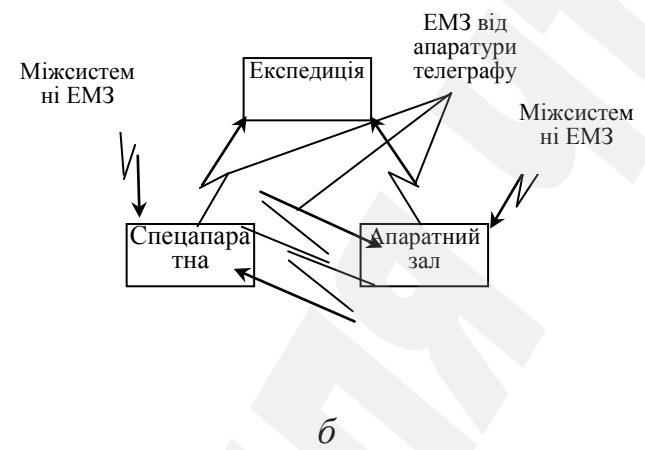 ЕМЗ від
апаратури
телеграфу
Міжсистем
ні ЕМЗ
Експедиція
Міжсистем
ні ЕМЗ
Спецапара
тна
Апаратний
зал
б